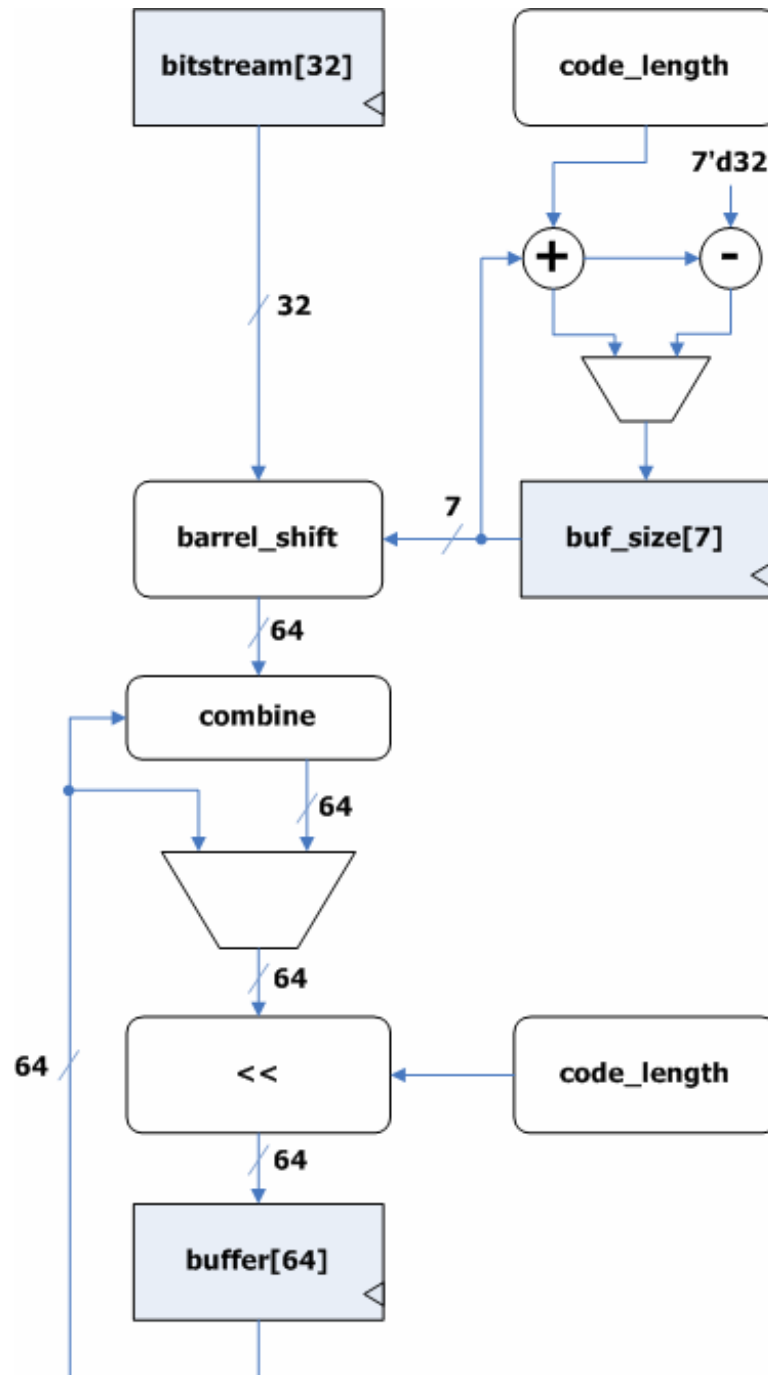 bitstream[32]
code_length
7'd32
+
-
32
7
barrel_shift
buf_size[7]
64
combine
64
64
64
<<
code_length
64
buffer[64]